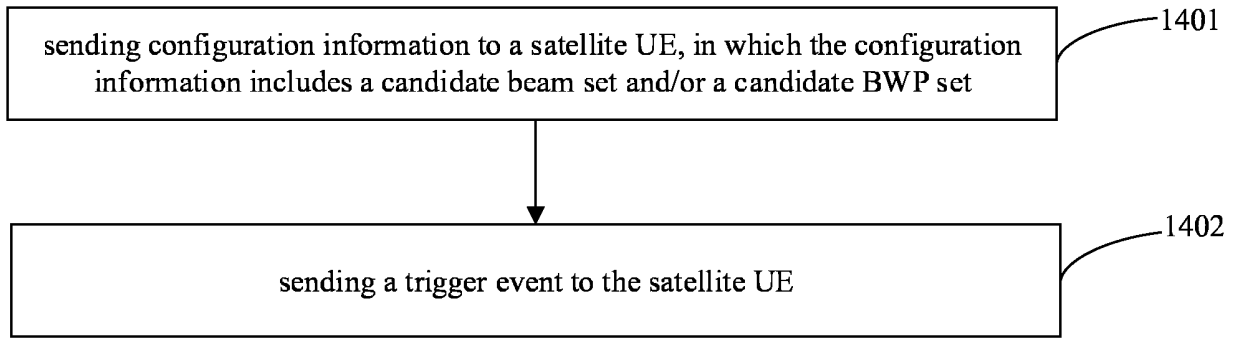 1401
sending configuration information to a satellite UE, in which the configuration
information includes a candidate beam set and/or a candidate BWP set
1402
sending a trigger event to the satellite UE